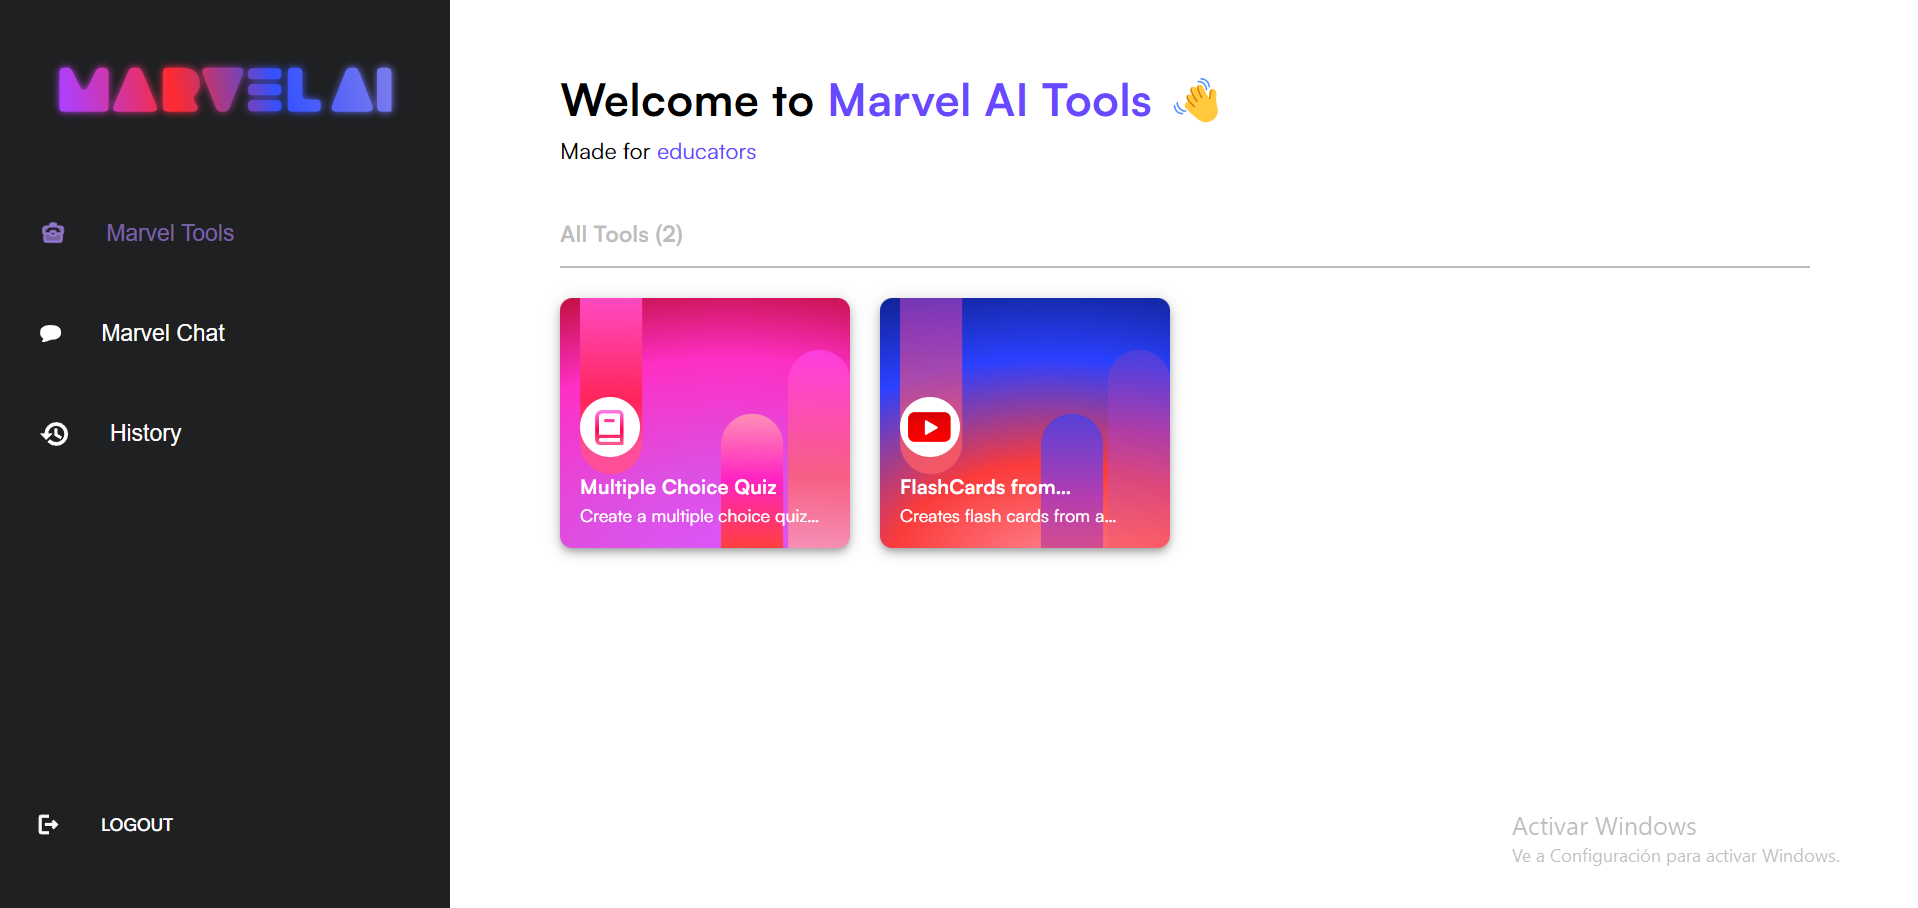 MARVEL AI
Marvel Tools
Marvel Chat
History
LOGOUT
Welcome to Marvel AI Tools
Made for educators
All Tools (2)
Multiple Choice Quiz
Create a multiple choice quiz...
FlashCards from...
Creates flash cards from a...
Activar Windows
Ve a Configuración para activar Windows.